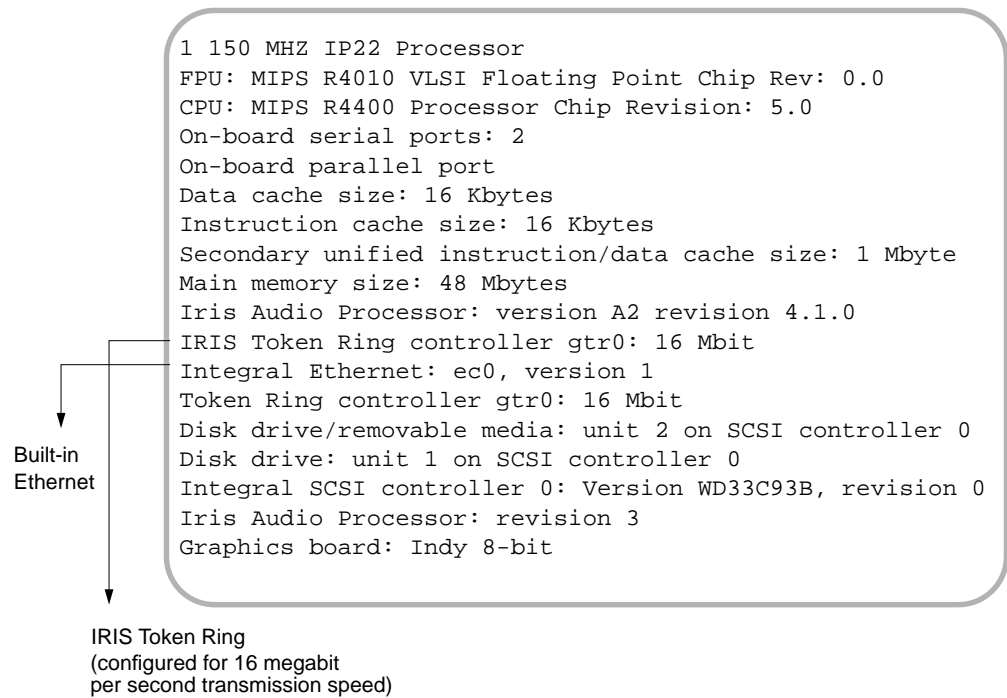 1 150 MHZ IP22 Processor
FPU: MIPS R4010 VLSI Floating Point Chip Rev: 0.0
CPU: MIPS R4400 Processor Chip Revision: 5.0
On-board serial ports: 2
On-board parallel port
Data cache size: 16 Kbytes
Instruction cache size: 16 Kbytes
Secondary unified instruction/data cache size: 1 Mbyte
Main memory size: 48 Mbytes
Iris Audio Processor: version A2 revision 4.1.0
IRIS Token Ring controller gtr0: 16 Mbit
Integral Ethernet: ec0, version 1
Token Ring controller gtr0: 16 Mbit
Disk drive/removable media: unit 2 on SCSI controller 0
Disk drive: unit 1 on SCSI controller 0
Integral SCSI controller 0: Version WD33C93B, revision 0
Iris Audio Processor: revision 3
Graphics board: Indy 8-bit
Built-in
Ethernet
IRIS Token Ring
(configured for 16 megabit
per second transmission speed)